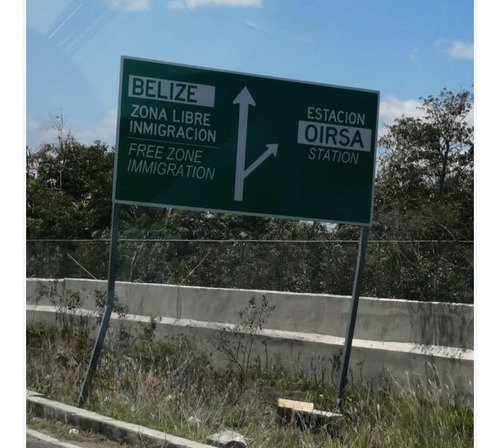 BELIZE
ZONA LIBRE
INMIGRACION
FREE ZONE
IMMIGRATION
ESTACION
OIRSA
STATION